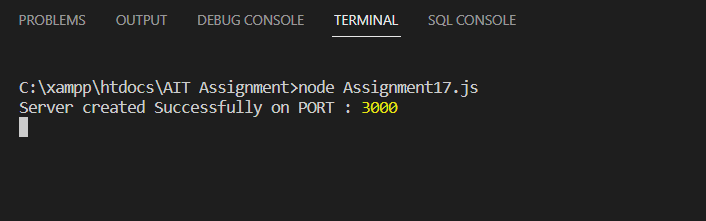 PROBLEMS OUTPUT DEBUG CONSOLE TERMINAL SQL CONSOLE
C:\xampp\htdocs\AIT Assignment>node Assignment17.js
Server created Successfully on PORT : 3000